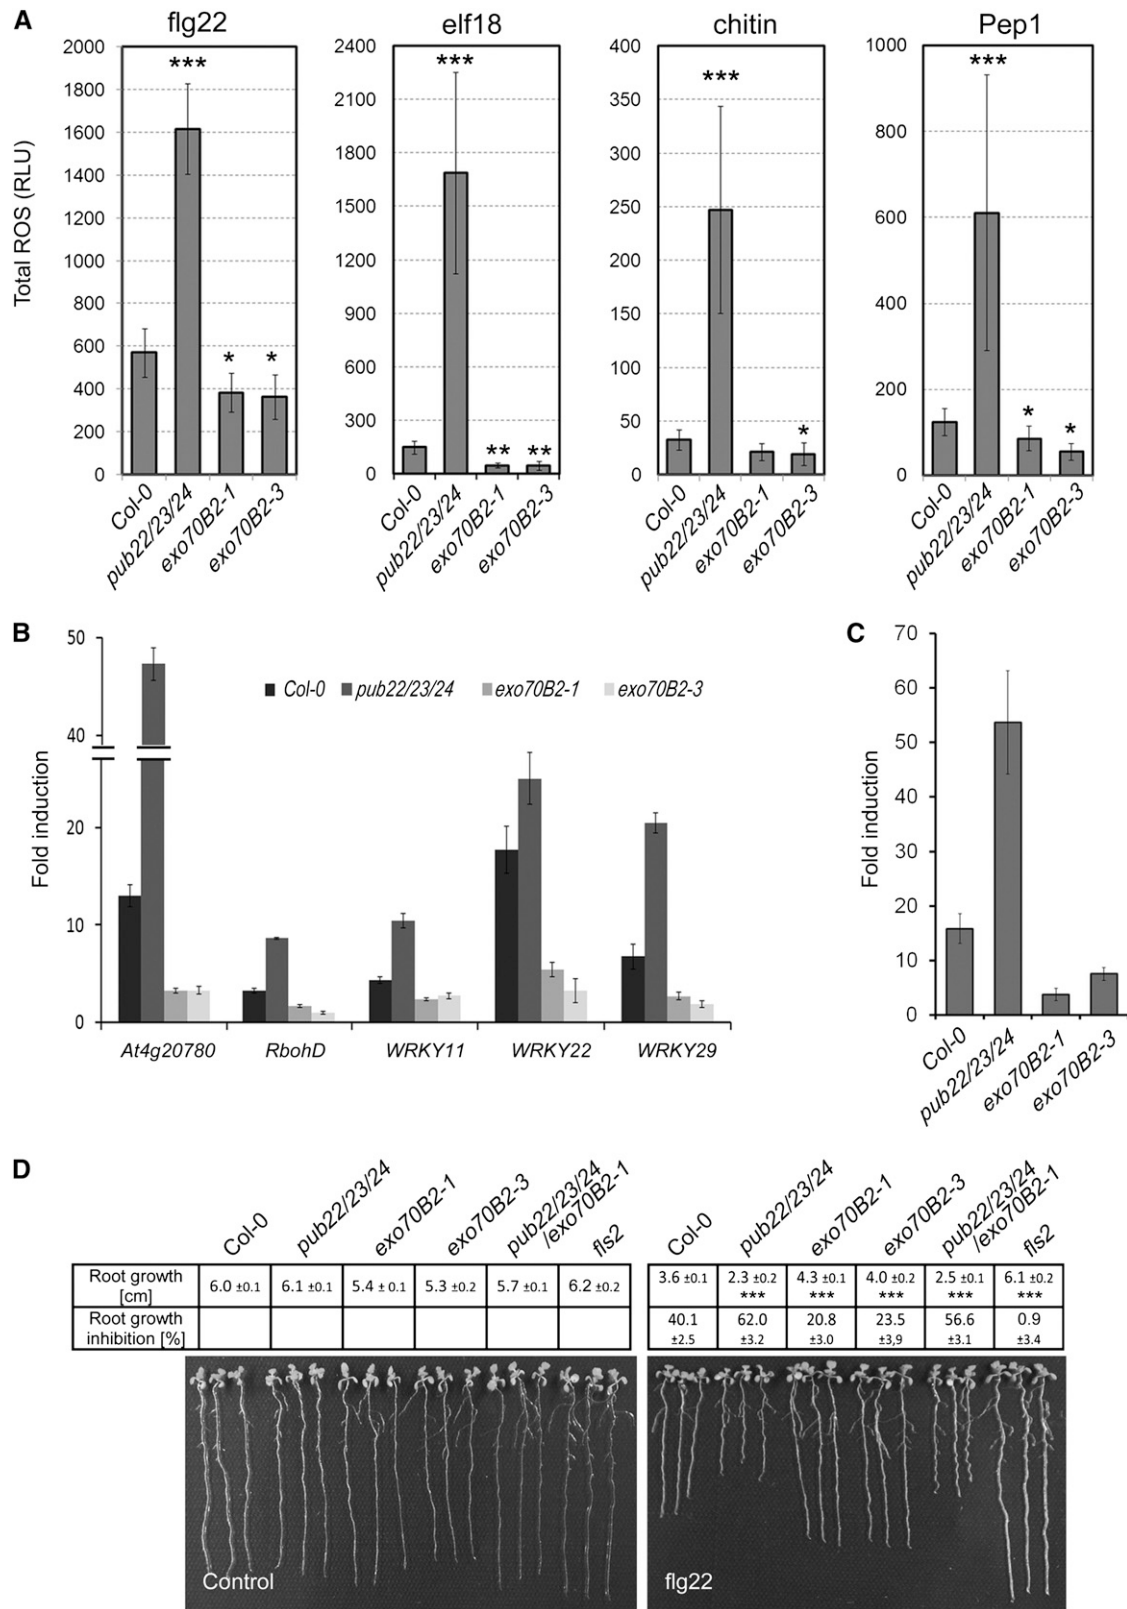 A
flg22 elf18 chitin Pep1
Total ROS (RLU)
2000 1800 1600 1400 1200 1000 800 600 400 200 0
*** * *
Col-0 pub22/23/24 exo70B2-1 exo70B2-3
2400 2100 1800 1500 1200 900 600 300 0
*** ** **
Col-0 pub22/23/24 exo70B2-1 exo70B2-3
400 350 300 250 200 150 100 50 0
*** *
Col-0 pub22/23/24 exo70B2-1 exo70B2-3
1000 800 600 400 200 0
*** * *
Col-0 pub22/23/24 exo70B2-1 exo70B2-3
B
Fold induction
50 40 20 10 0
Col-0 pub22/23/24 exo70B2-1 exo70B2-3
At4g20780 RbohD WRKY11 WRKY22 WRKY29
C
Fold induction
70 60 50 40 30 20 10 0
Col-0 pub22/23/24 exo70B2-1 exo70B2-3
D
Col-0 pub22/23/24 exo70B2-1 exo70B2-3 pub22/23/24 /exo70B2-1 fls2
Root growth [cm] 6.0 ±0.1 6.1 ±0.1 5.4 ± 0.1 5.3 ±0.2 5.7 ±0.1 6.2 ±0.2
Root growth inhibition [%]
Control
Col-0 pub22/23/24 exo70B2-1 exo70B2-3 pub22/23/24 /exo70B2-1 fls2
3.6 ±0.1 2.3 ±0.2 4.3 ±0.1 4.0 ±0.2 2.5 ±0.1 6.1 ±0.2
*** *** *** *** ***
40.1 62.0 20.8 23.5 56.6 0.9
±2.5 ±3.2 ±3.0 ±3,9 ±3.1 ±3.4
flg22